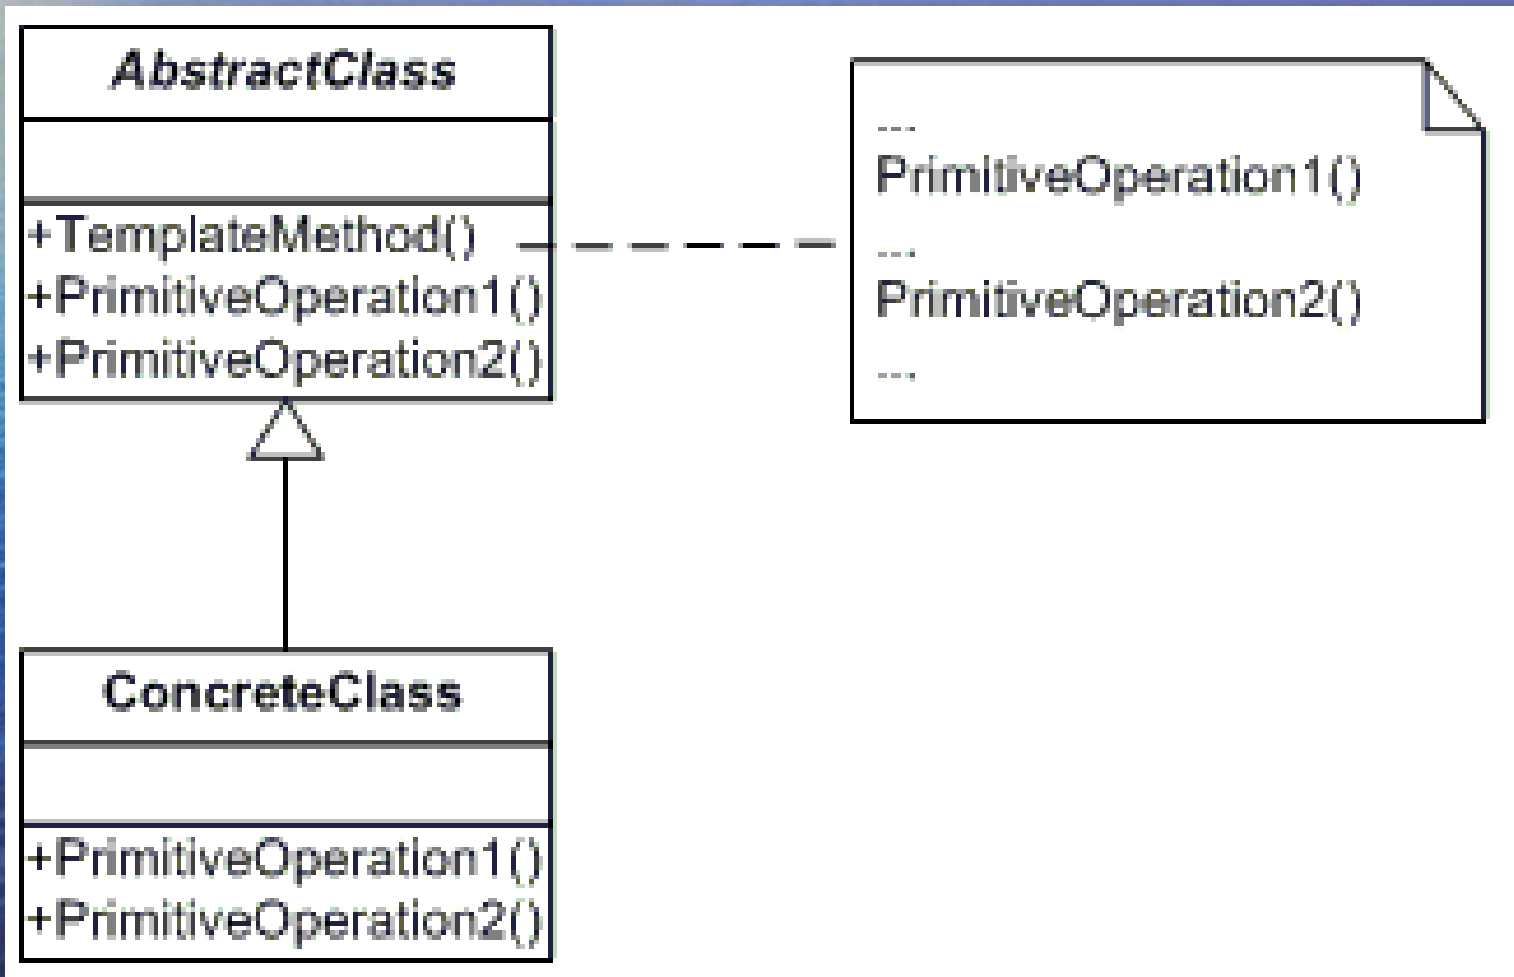 AbstractClass
+TemplateMethod()
+PrimitiveOperation1()
+PrimitiveOperation2()
...
PrimitiveOperation1()
...
PrimitiveOperation2()
...
ConcreteClass
+PrimitiveOperation1()
+PrimitiveOperation2()